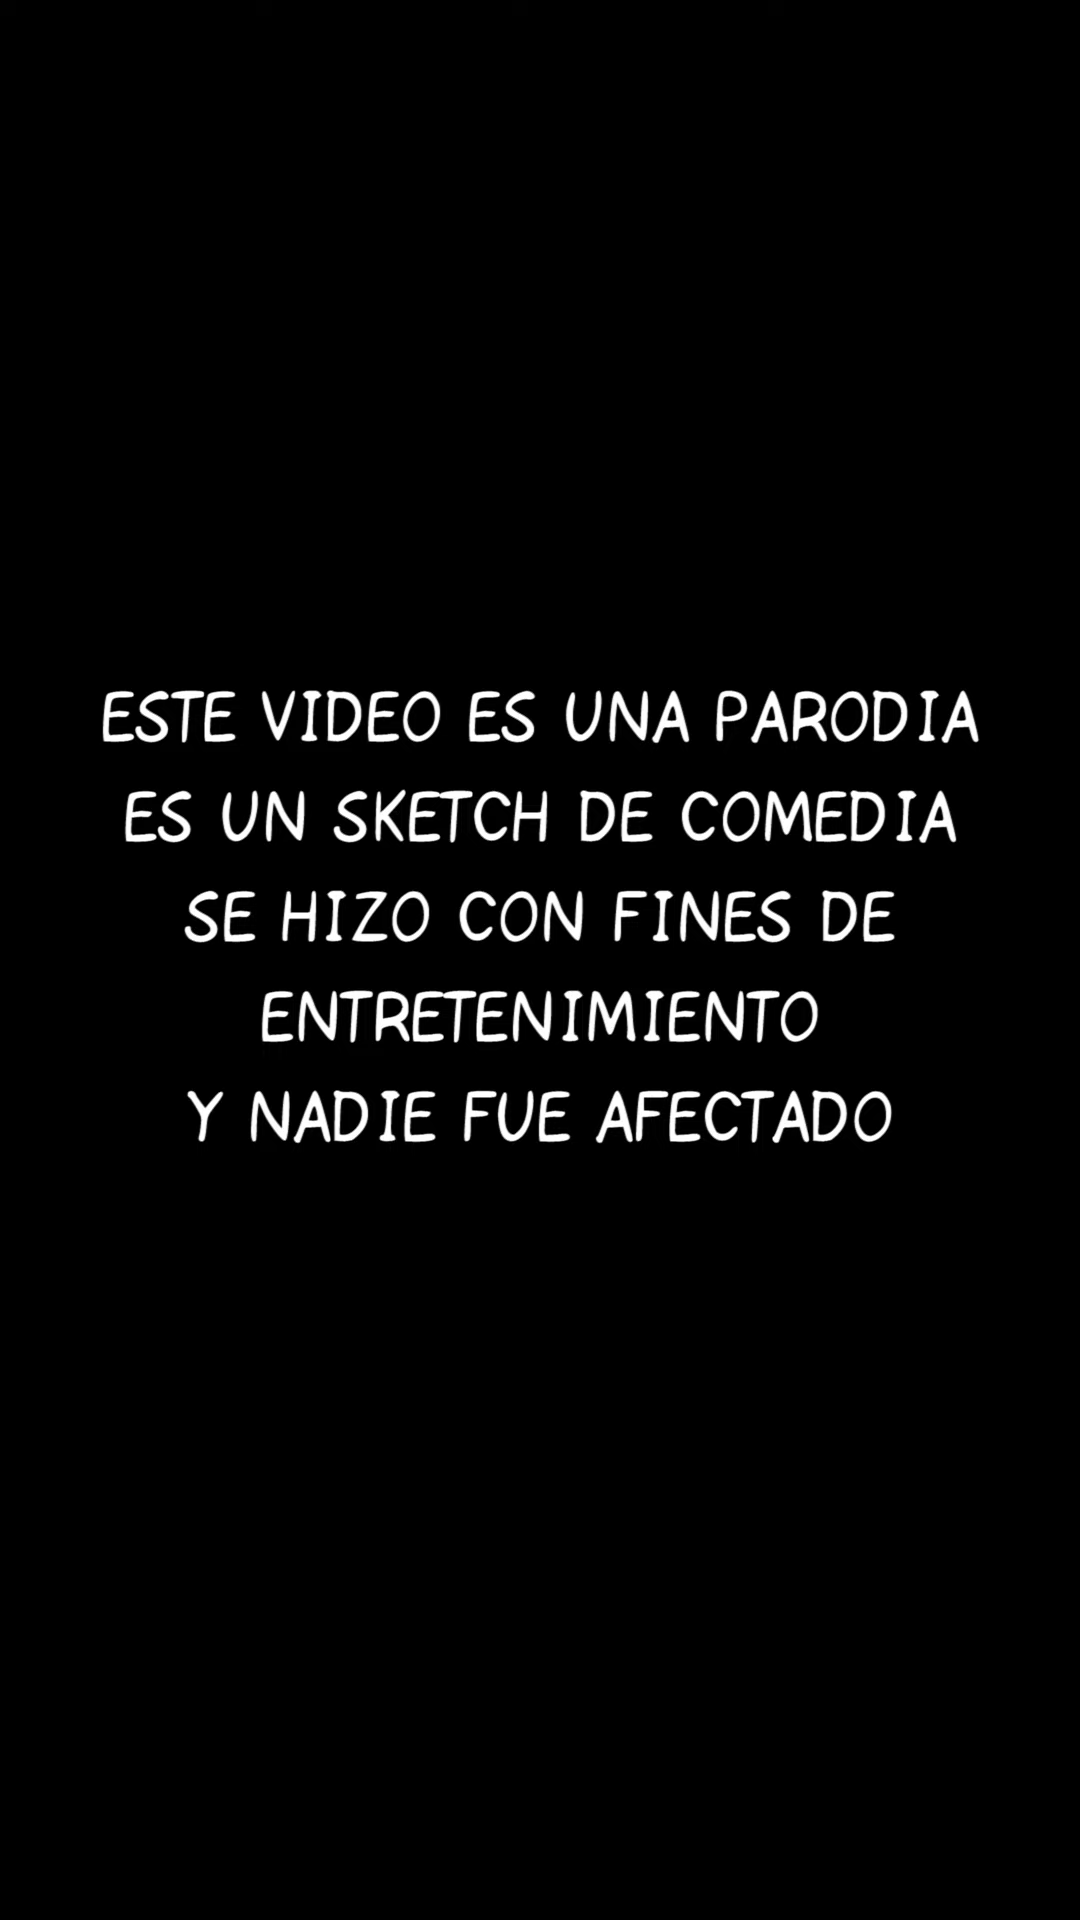 ESTE VIDEO ES UNA PARODIA
ES UN SKETCH DE COMEDIA
SE HIZO CON FINES DE
ENTRETENIMIENTO
Y NADIE FUE AFECTADO